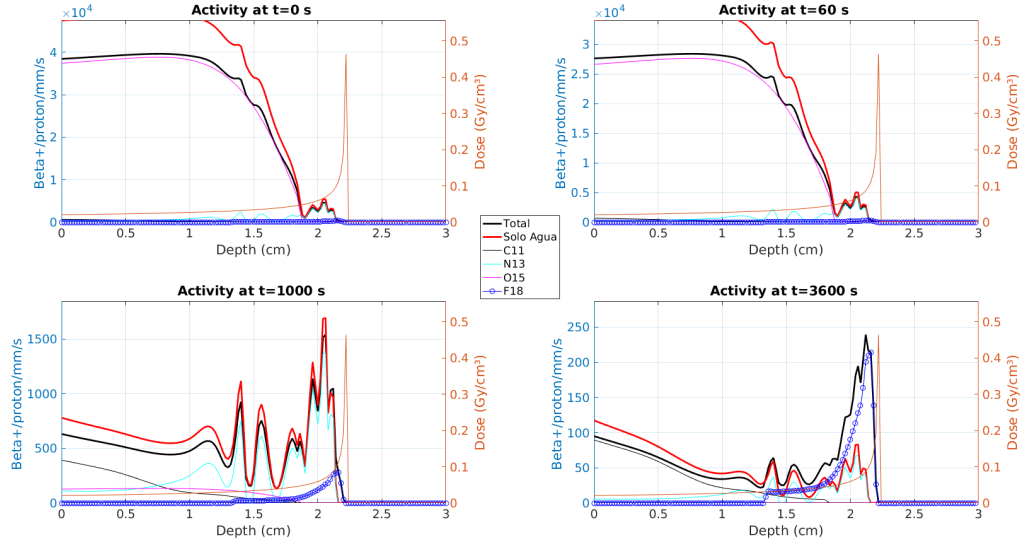 Activity at t=0 s
×10⁴
Beta+/proton/mm/s
4
3
2
1
0
0.5
0.4
0.3
0.2
0.1
0
Dose (Gy/cm³)
0 0.5 1 1.5 2 2.5 3
Depth (cm)
Activity at t=60 s
×10⁴
Beta+/proton/mm/s
3
2.5
2
1.5
1
0.5
0
0.5
0.4
0.3
0.2
0.1
0
Dose (Gy/cm³)
0 0.5 1 1.5 2 2.5 3
Depth (cm)
Total
Solo Agua
C11
N13
O15
F18
Activity at t=1000 s
Beta+/proton/mm/s
1500
1000
500
0
0.5
0.4
0.3
0.2
0.1
0
Dose (Gy/cm³)
0 0.5 1 1.5 2 2.5 3
Depth (cm)
Activity at t=3600 s
Beta+/proton/mm/s
250
200
150
100
50
0
0.5
0.4
0.3
0.2
0.1
0
Dose (Gy/cm³)
0 0.5 1 1.5 2 2.5 3
Depth (cm)